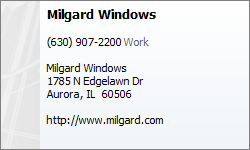 Milgard Windows
(630) 907-2200 Work
Milgard Windows
1785 N Edgelawn Dr
Aurora, IL 60506
http://www.milgard.com